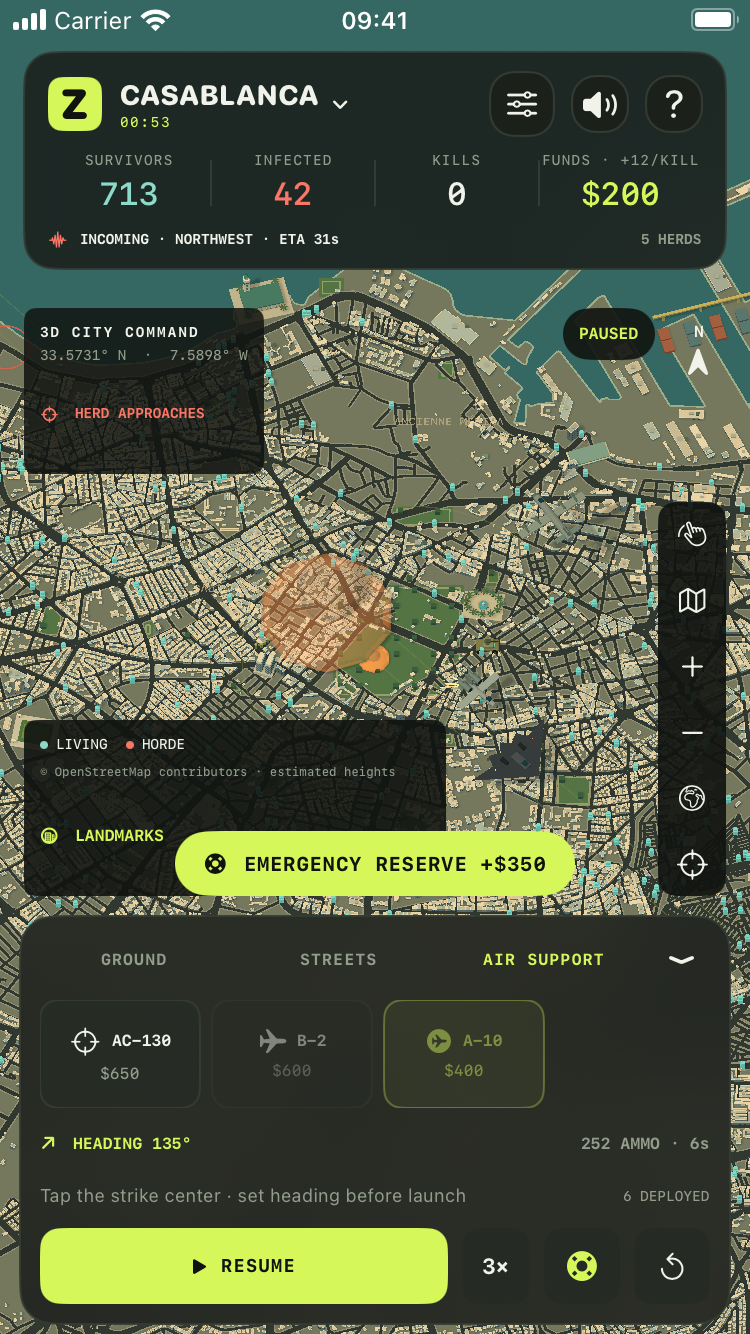 Carrier 09:41
Z CASABLANCA
00:53
?
SURVIVORS INFECTED KILLS FUNDS · +12/KILL
713 42 0 $200
INCOMING · NORTHWEST · ETA 31s 5 HERDS
3D CITY COMMAND
33.5731° N · 7.5898° W
HERD APPROACHES
PAUSED
N
LIVING HORDE
© OpenStreetMap contributors · estimated heights
LANDMARKS
EMERGENCY RESERVE +$350
GROUND STREETS AIR SUPPORT
AC-130 B-2 A-10
$650 $600 $400
HEADING 135° 252 AMMO · 6s
Tap the strike center · set heading before launch 6 DEPLOYED
RESUME 3×